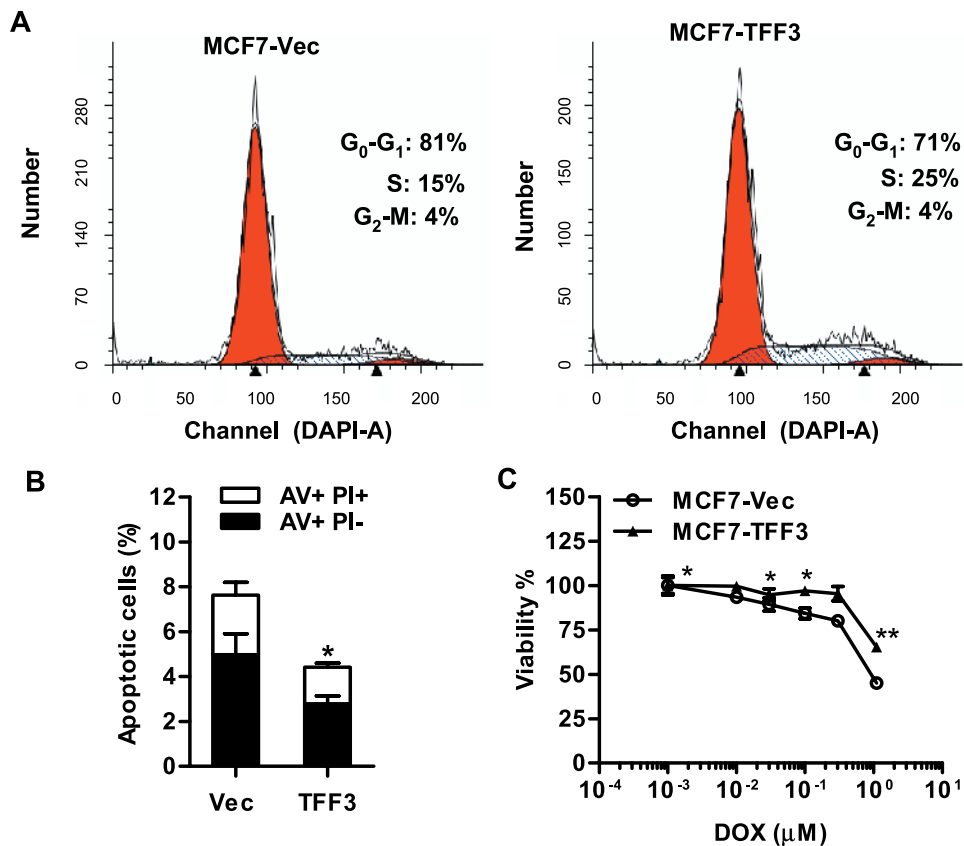 A
MCF7-Vec
MCF7-TFF3
Number
280
210
140
70
0
G0-G1: 81%
S: 15%
G2-M: 4%
0 50 100 150 200
Channel (DAPI-A)
Number
200
150
100
50
0
G0-G1: 71%
S: 25%
G2-M: 4%
0 50 100 150 200
Channel (DAPI-A)
B
AV+ PI+
AV+ PI-
Apoptotic cells (%)
12
10
8
6
4
2
0
*
Vec TFF3
C
MCF7-Vec
MCF7-TFF3
Viability %
150
125
100
75
50
25
0
* * * **
10-4 10-3 10-2 10-1 100 101
DOX (μM)